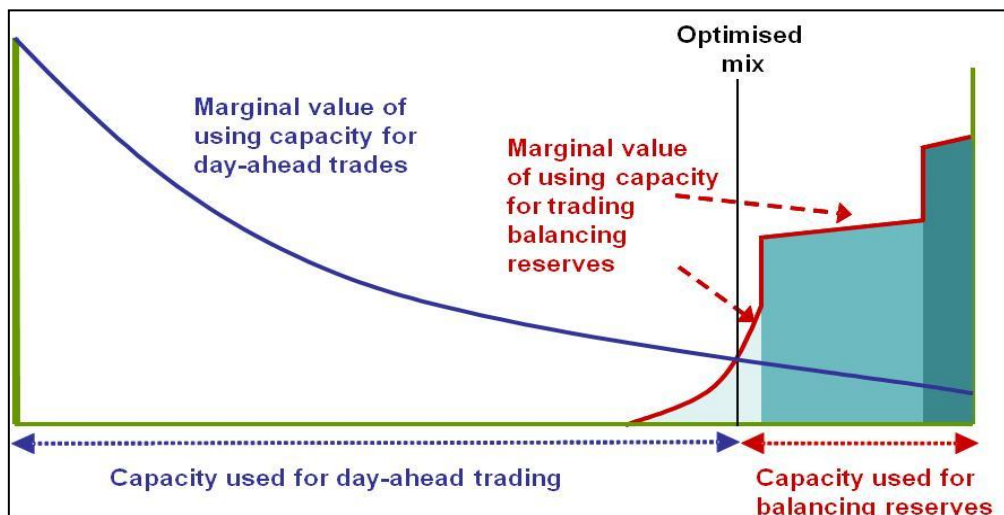 Optimised
mix
Marginal value of
using capacity for
day-ahead trades
Marginal value
of using capacity
for trading
balancing
reserves
Capacity used for day-ahead trading
Capacity used for
balancing reserves